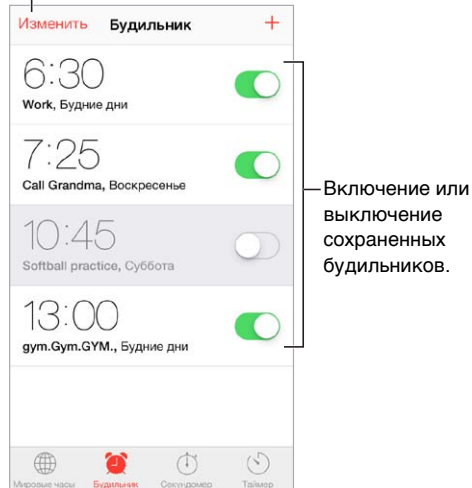 Изменить Будильник +
6:30
Work, Будние дни
7:25
Call Grandma, Воскресенье
Включение или
выключение
сохраненных
будильников.
10:45
Softball practice, Суббота
13:00
gym.Gym.GYM., Будние дни
Мировые часы Будильник Секундомер Таймер